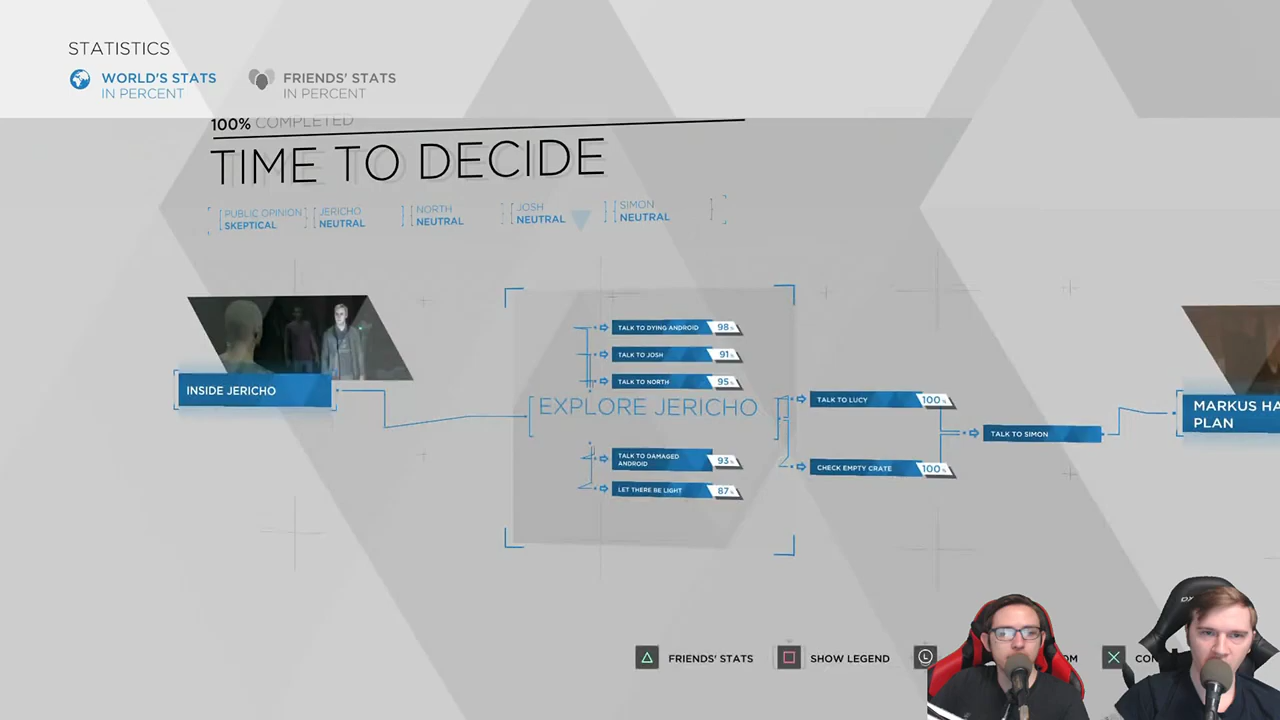 STATISTICS
WORLD'S STATS
IN PERCENT
FRIENDS' STATS
IN PERCENT
100% COMPLETED
TIME TO DECIDE
PUBLIC OPINION
SKEPTICAL
JERICHO
NEUTRAL
NORTH
NEUTRAL
JOSH
NEUTRAL
SIMON
NEUTRAL
INSIDE JERICHO
TALK TO DYING ANDROID 98%
TALK TO JOSH 91%
TALK TO NORTH 95%
EXPLORE JERICHO
TALK TO DAMAGED
ANDROID
93%
LET THERE BE LIGHT 87%
TALK TO LUCY 100%
CHECK EMPTY CRATE 100%
TALK TO SIMON
MARKUS HA
PLAN
FRIENDS' STATS
SHOW LEGEND
L